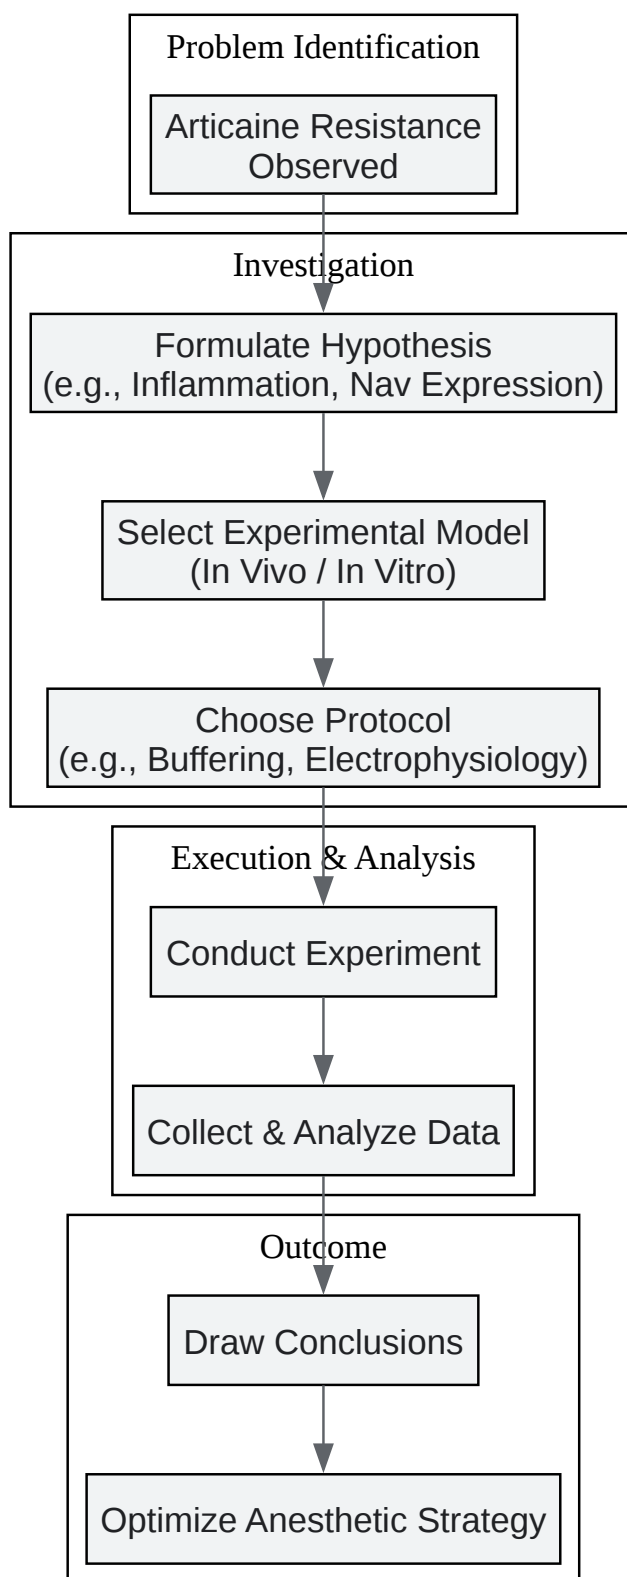 Problem Identification
Articaine Resistance
Observed
Investigation
Formulate Hypothesis
(e.g., Inflammation, Nav Expression)
Select Experimental Model
(In Vivo / In Vitro)
Choose Protocol
(e.g., Buffering, Electrophysiology)
Execution & Analysis
Conduct Experiment
Collect & Analyze Data
Outcome
Draw Conclusions
Optimize Anesthetic Strategy